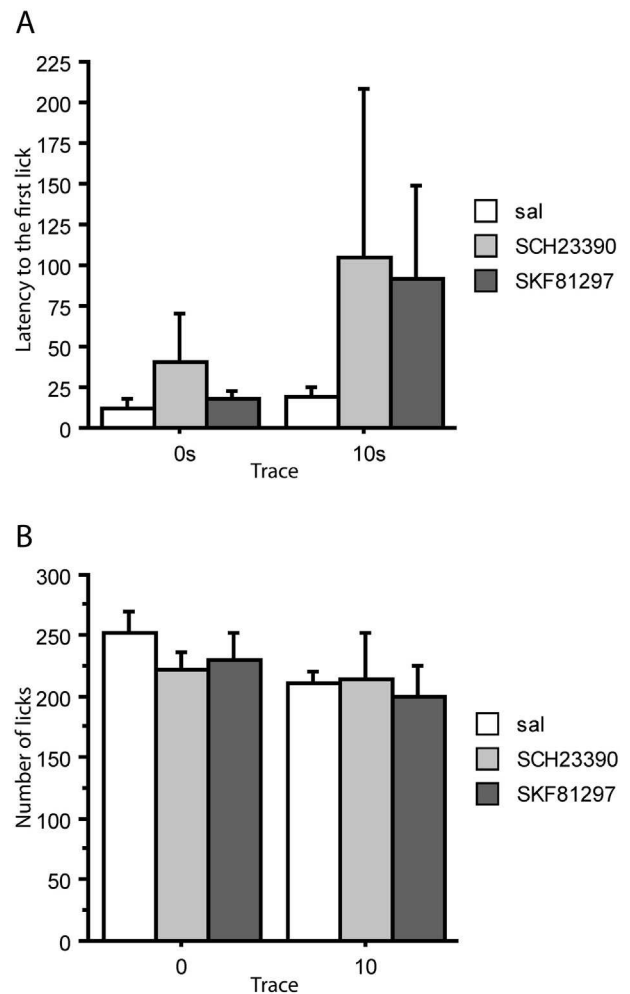 A
Latency to the first lick
225
200
175
150
125
100
75
50
25
0
0s
10s
Trace
sal
SCH23390
SKF81297
B
Number of licks
300
250
200
150
100
50
0
0
10
Trace
sal
SCH23390
SKF81297